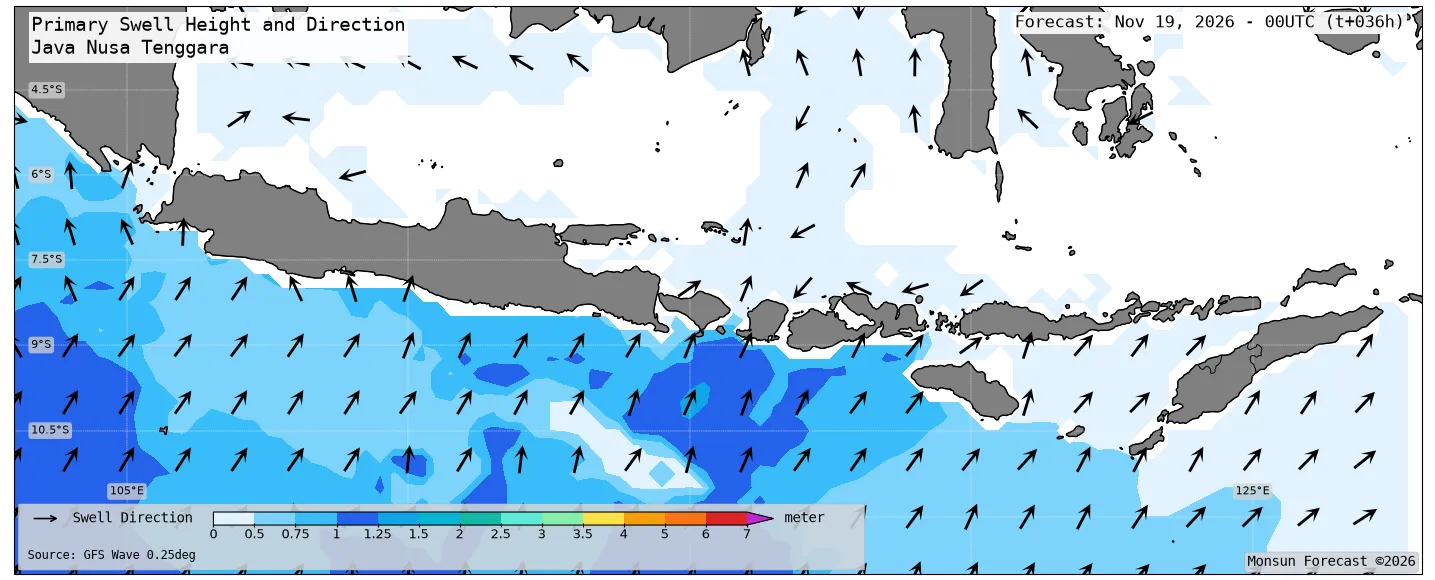 Primary Swell Height and Direction
Java Nusa Tenggara
Forecast: Nov 19, 2026 - 00UTC (t+036h)
4.5°S
6°S
7.5°S
9°S
10.5°S
105°E
125°E
Swell Direction
0 0.5 0.75 1 1.25 1.5 2 2.5 3 3.5 4 5 6 7
meter
Source: GFS Wave 0.25deg
Monsun Forecast ©2026